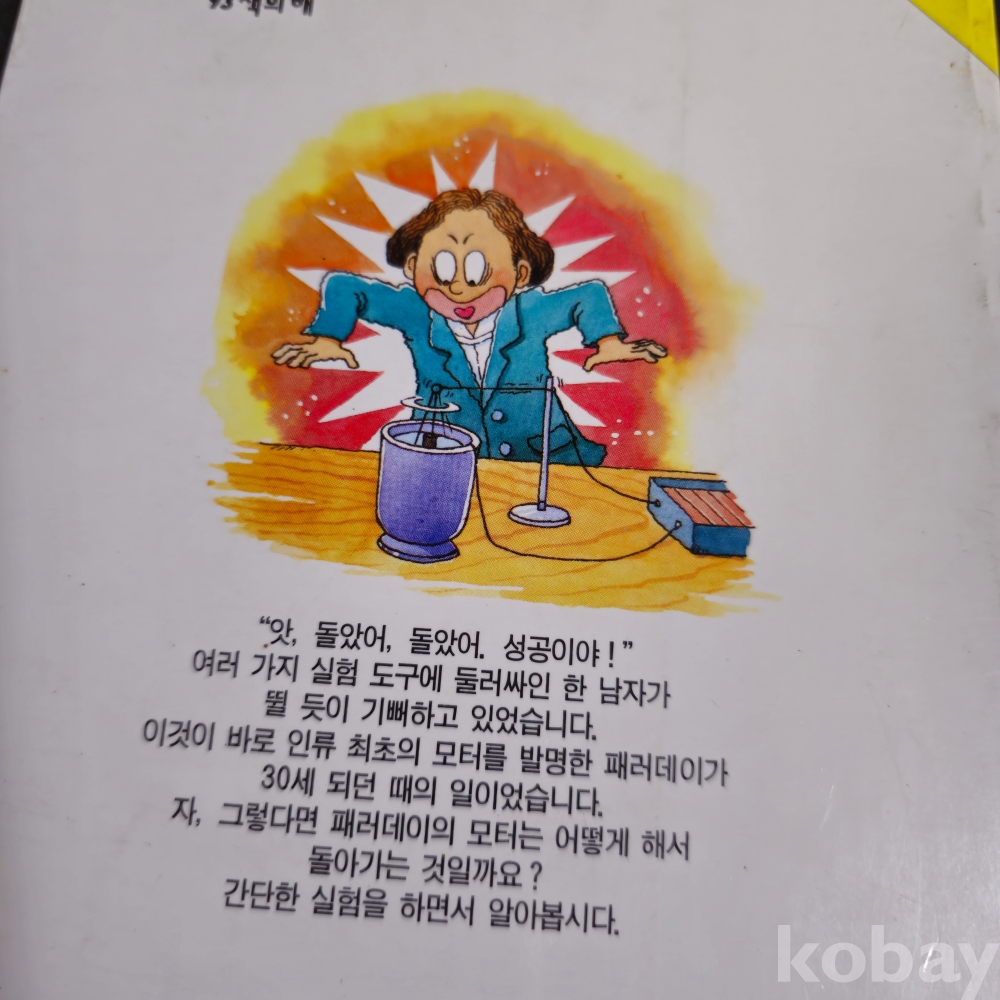 '93 책의 해
“앗, 돌았어, 돌았어. 성공이야!”
여러 가지 실험 도구에 둘러싸인 한 남자가
뛸 듯이 기뻐하고 있었습니다.
이것이 바로 인류 최초의 모터를 발명한 패러데이가
30세 되던 때의 일이었습니다.
자, 그렇다면 패러데이의 모터는 어떻게 해서
돌아가는 것일까요?
간단한 실험을 하면서 알아봅시다.
kobay